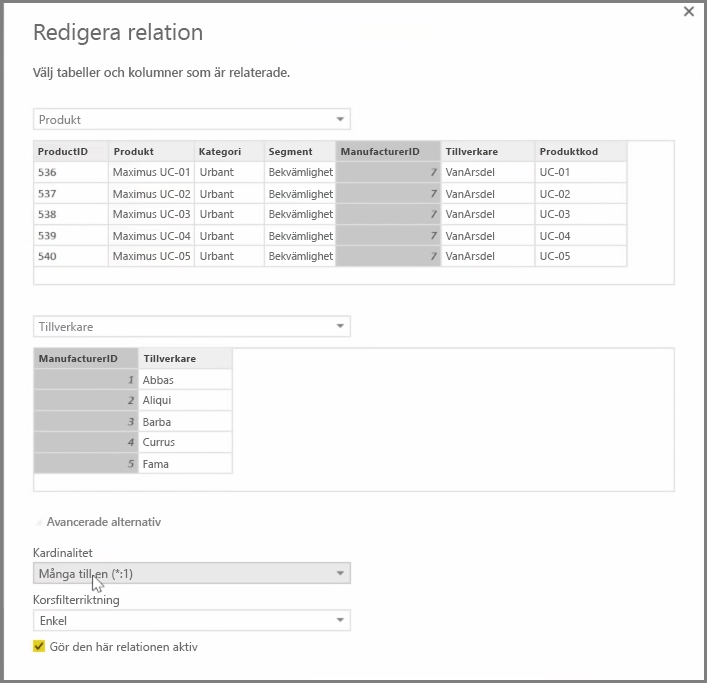 Redigera relation
Välj tabeller och kolumner som är relaterade.
Produkt
ProductID Produkt Kategori Segment ManufacturerID Tillverkare Produktkod
536 Maximus UC-01 Urbant Bekvämlighet 7 VanArsdel UC-01
537 Maximus UC-02 Urbant Bekvämlighet 7 VanArsdel UC-02
538 Maximus UC-03 Urbant Bekvämlighet 7 VanArsdel UC-03
539 Maximus UC-04 Urbant Bekvämlighet 7 VanArsdel UC-04
540 Maximus UC-05 Urbant Bekvämlighet 7 VanArsdel UC-05
Tillverkare
ManufacturerID Tillverkare
1 Abbas
2 Aliqui
3 Barba
4 Currus
5 Fama
Avancerade alternativ
Kardinalitet
Många till en (*:1)
Korsfilterriktning
Enkel
Gör den här relationen aktiv